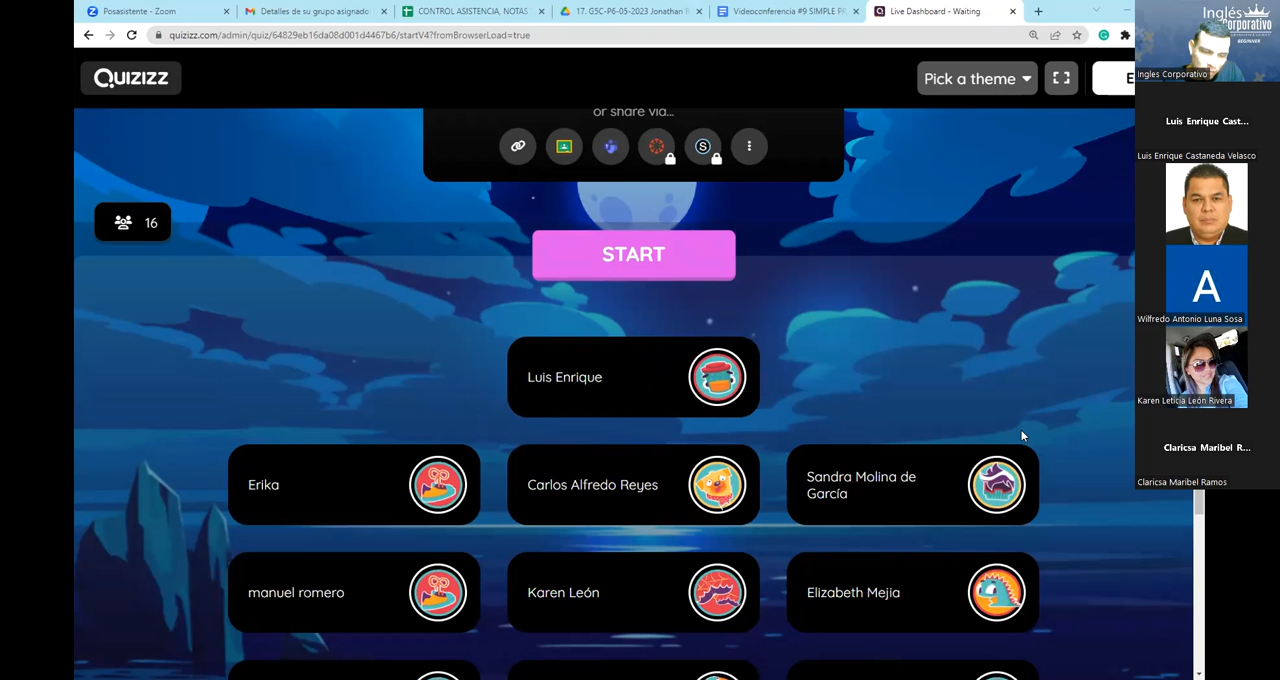 Posasistente - Zoom
Detalles de su grupo asignado
CONTROL ASISTENCIA, NOTAS
17. G5C-P6-05-2023 Jonathan
Videoconferencia #9 SIMPLE PR
Live Dashboard - Waiting
quizizz.com/admin/quiz/64829eb16da08d001d4467b6/startV4?fromBrowserLoad=true
QUIZIZZ
Pick a theme
E
or share via...
S
16
START
Luis Enrique
Erika
Carlos Alfredo Reyes
Sandra Molina de
García
manuel romero
Karen León
Elizabeth Mejia
Inglés
Corporativo
BEGINNER
Ingles Corporativo
Luis Enrique Cast...
Luis Enrique Castaneda Velasco
A
Wilfredo Antonio Luna Sosa
Karen Leticia León Rivera
Claricsa Maribel R...
Claricsa Maribel Ramos